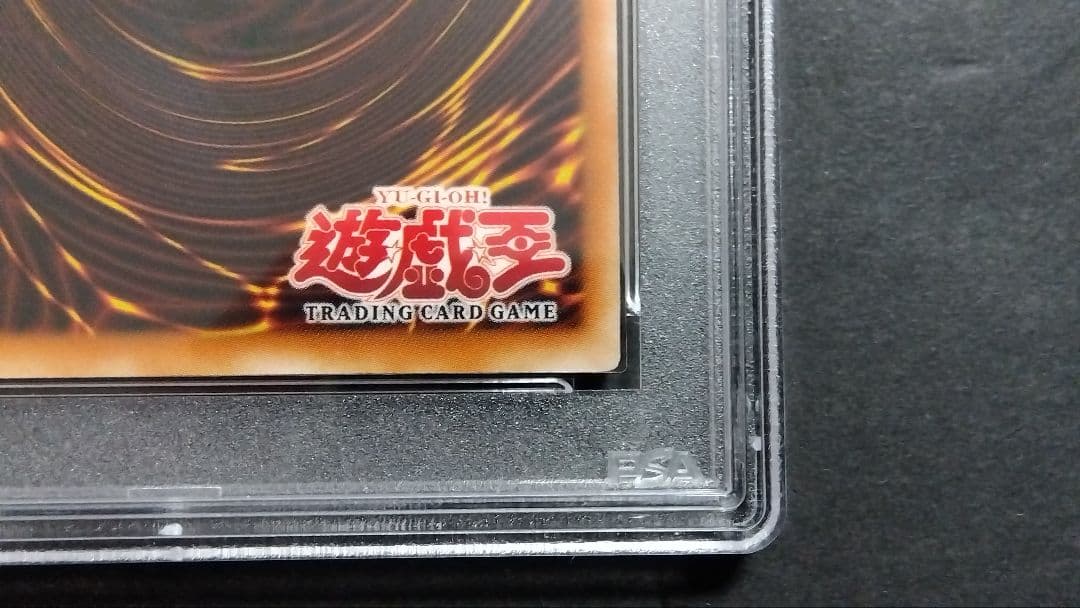 YU-GI-OH!
遊戯王
TRADING CARD GAME
PSA